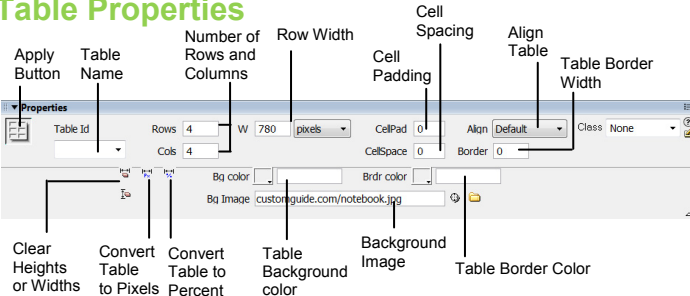 Table Properties
Apply
Button
Table
Name
Number of
Rows and
Columns
Row Width
Cell
Padding
Cell
Spacing
Align
Table
Table Border
Width
Properties
Table Id
Rows 4
W 780 pixels
CellPad 0
Align Default
Class None
Cols 4
CellSpace 0
Border 0
Bg color
Brdr color
Bg Image customguide.com/notebook.jpg
Clear
Heights
or Widths
Convert
Table
to Pixels
Convert
Table to
Percent
Table
Background
color
Background
Image
Table Border Color